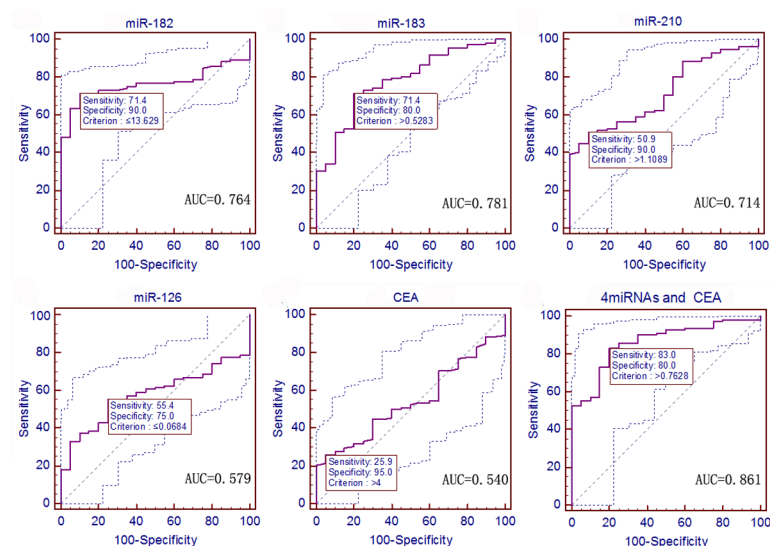 miR-182
100
80
60
40
20
0
Sensitivity
Sensitivity: 71.4
Specificity: 90.0
Criterion : ≤13.629
AUC=0.764
0 20 40 60 80 100
100-Specificity
miR-183
100
80
60
40
20
0
Sensitivity
Sensitivity: 71.4
Specificity: 80.0
Criterion : >0.5283
AUC=0.781
0 20 40 60 80 100
100-Specificity
miR-210
100
80
60
40
20
0
Sensitivity
Sensitivity: 50.9
Specificity: 90.0
Criterion : >1.1089
AUC=0.714
0 20 40 60 80 100
100-Specificity
miR-126
100
80
60
40
20
0
Sensitivity
Sensitivity: 55.4
Specificity: 75.0
Criterion : ≤0.0684
AUC=0.579
0 20 40 60 80 100
100-Specificity
CEA
100
80
60
40
20
0
Sensitivity
Sensitivity: 25.9
Specificity: 95.0
Criterion : >4
AUC=0.540
0 20 40 60 80 100
100-Specificity
4miRNAs and CEA
100
80
60
40
20
0
Sensitivity
Sensitivity: 83.0
Specificity: 80.0
Criterion : >0.7628
AUC=0.861
0 20 40 60 80 100
100-Specificity